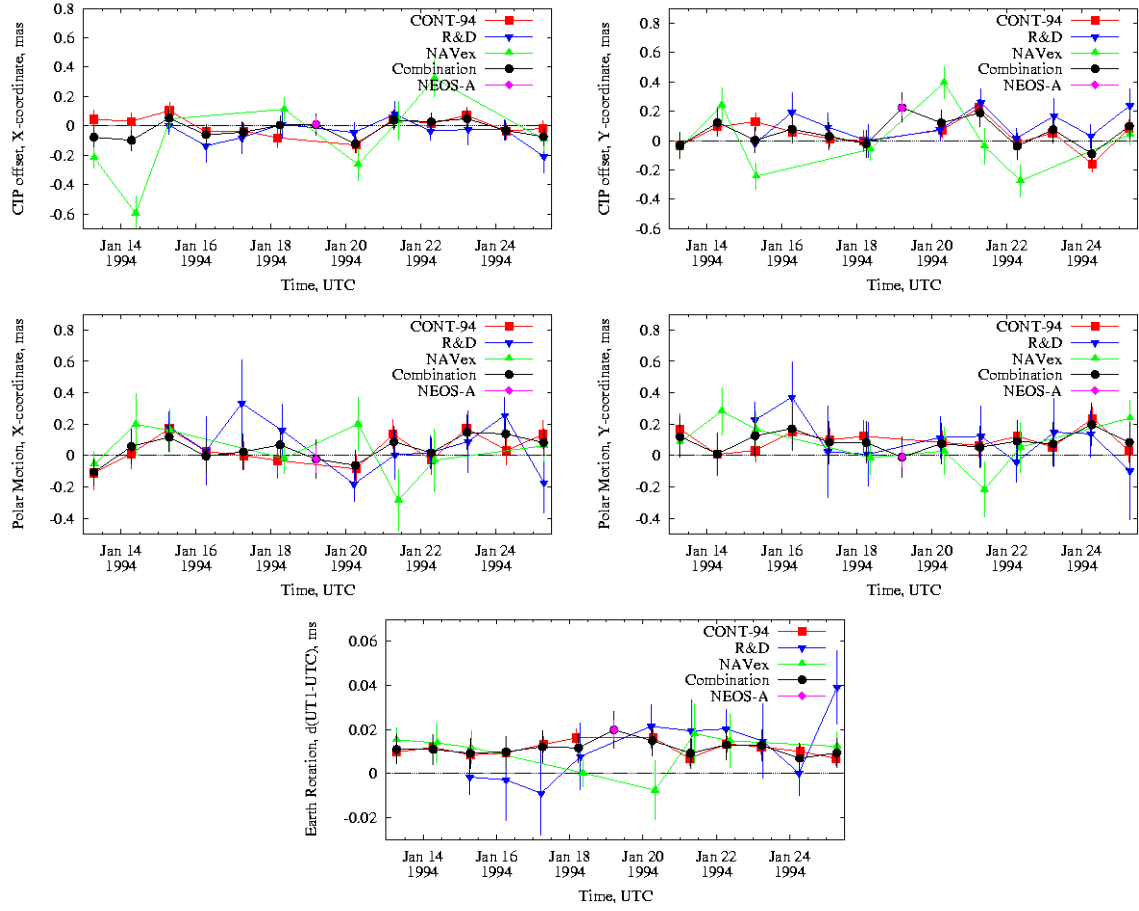 CIP offset, X-coordinate, mas
0.8
0.6
0.4
0.2
0
-0.2
-0.4
-0.6
CONT-94
R&D
NAVex
Combination
NEOS-A
Jan 14 Jan 16 Jan 18 Jan 20 Jan 22 Jan 24
1994 1994 1994 1994 1994 1994
Time, UTC
CIP offset, Y-coordinate, mas
0.8
0.6
0.4
0.2
0
-0.2
-0.4
-0.6
CONT-94
R&D
NAVex
Combination
NEOS-A
Jan 14 Jan 16 Jan 18 Jan 20 Jan 22 Jan 24
1994 1994 1994 1994 1994 1994
Time, UTC
Polar Motion, X-coordinate, mas
0.8
0.6
0.4
0.2
0
-0.2
-0.4
CONT-94
R&D
NAVex
Combination
NEOS-A
Jan 14 Jan 16 Jan 18 Jan 20 Jan 22 Jan 24
1994 1994 1994 1994 1994 1994
Time, UTC
Polar Motion, Y-coordinate, mas
0.8
0.6
0.4
0.2
0
-0.2
-0.4
CONT-94
R&D
NAVex
Combination
NEOS-A
Jan 14 Jan 16 Jan 18 Jan 20 Jan 22 Jan 24
1994 1994 1994 1994 1994 1994
Time, UTC
Earth Rotation, d(UT1-UTC), ms
0.06
0.04
0.02
0
-0.02
CONT-94
R&D
NAVex
Combination
NEOS-A
Jan 14 Jan 16 Jan 18 Jan 20 Jan 22 Jan 24
1994 1994 1994 1994 1994 1994
Time, UTC